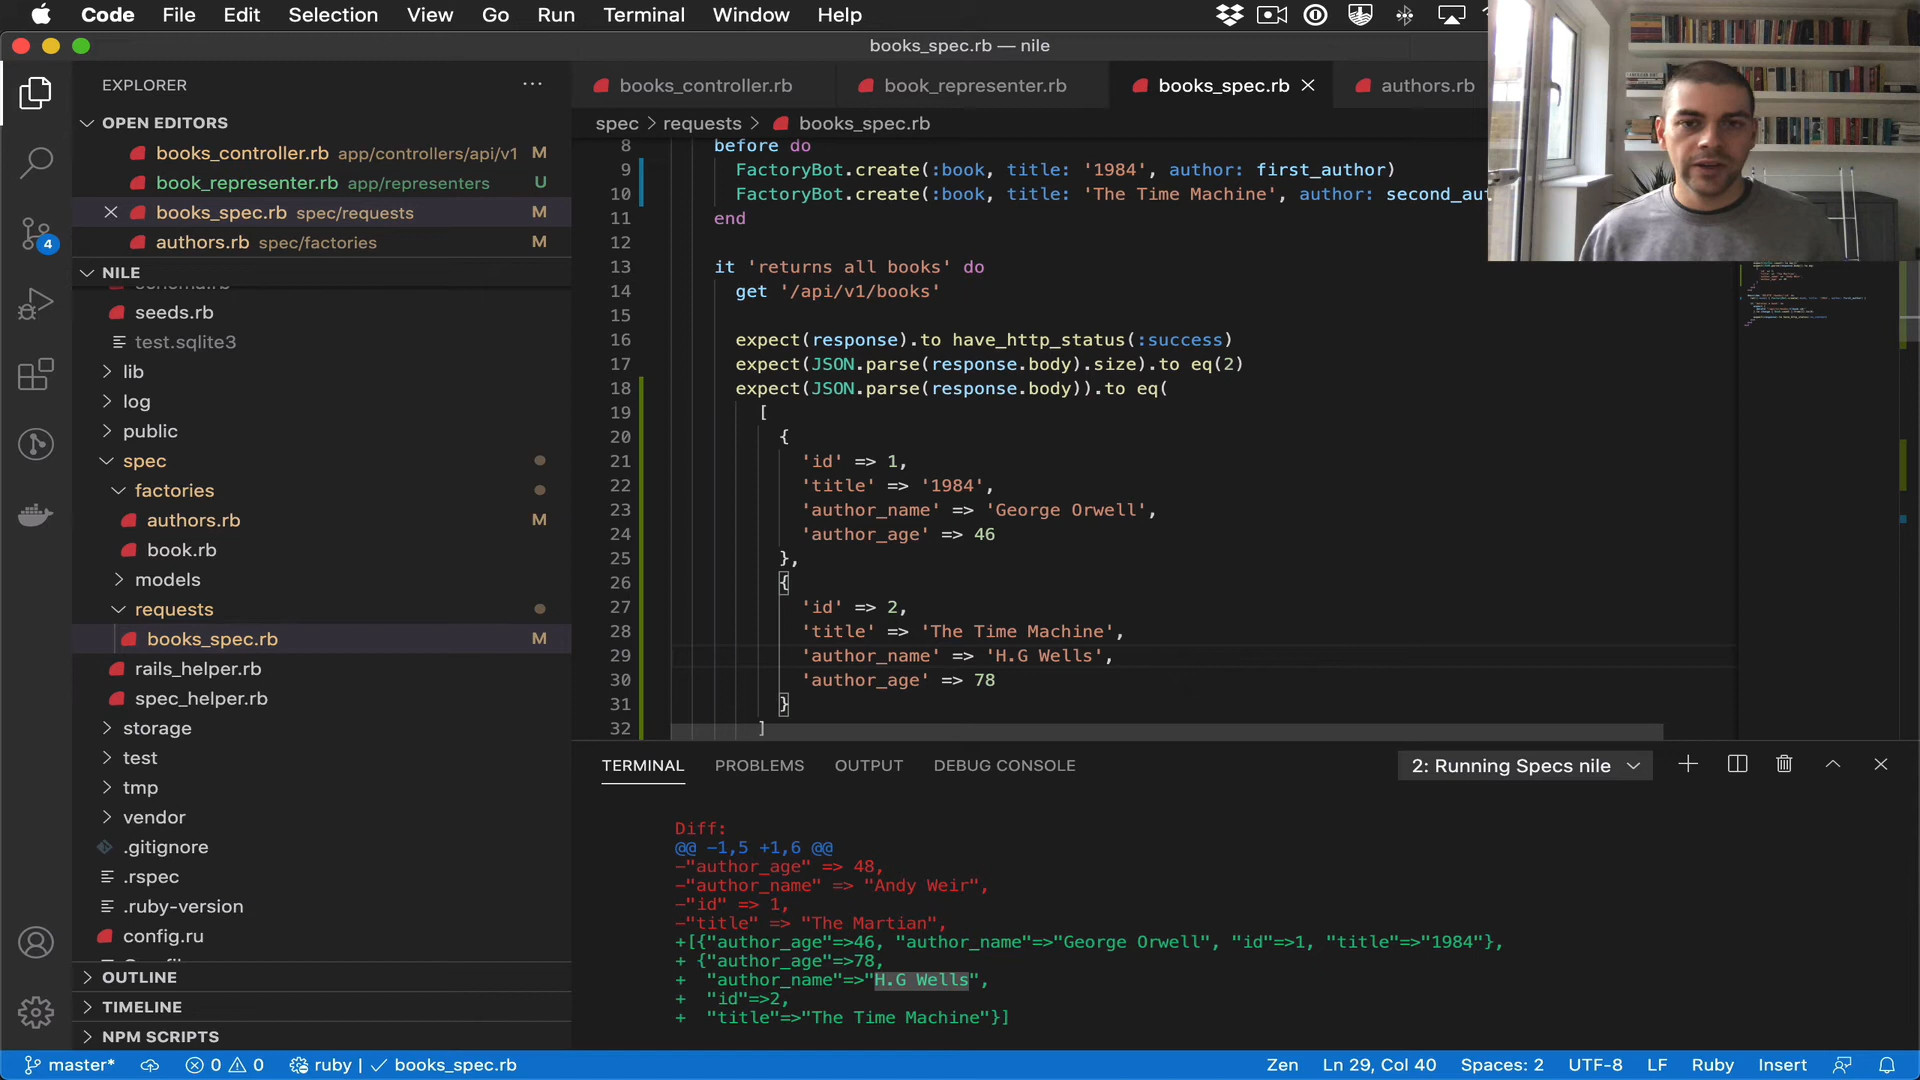 Code File Edit Selection View Go Run Terminal Window Help
books_spec.rb — nile
EXPLORER
OPEN EDITORS
books_controller.rb app/controllers/api/v1 M
book_representer.rb app/representers U
books_spec.rb spec/requests M
authors.rb spec/factories M
NILE
schema.rb
seeds.rb
test.sqlite3
lib
log
public
spec
factories
authors.rb M
book.rb
models
requests
books_spec.rb M
rails_helper.rb
spec_helper.rb
storage
test
tmp
vendor
.gitignore
.rspec
.ruby-version
config.ru
OUTLINE
TIMELINE
NPM SCRIPTS
4
books_controller.rb book_representer.rb books_spec.rb authors.rb
spec > requests > books_spec.rb
8 before do
9 FactoryBot.create(:book, title: '1984', author: first_author)
10 FactoryBot.create(:book, title: 'The Time Machine', author: second_aut
11 end
12
13 it 'returns all books' do
14 get '/api/v1/books'
15
16 expect(response).to have_http_status(:success)
17 expect(JSON.parse(response.body).size).to eq(2)
18 expect(JSON.parse(response.body)).to eq(
19 [
20 {
21 'id' => 1,
22 'title' => '1984',
23 'author_name' => 'George Orwell',
24 'author_age' => 46
25 },
26 {
27 'id' => 2,
28 'title' => 'The Time Machine',
29 'author_name' => 'H.G Wells',
30 'author_age' => 78
31 }
32 ]
TERMINAL PROBLEMS OUTPUT DEBUG CONSOLE 2: Running Specs nile
Diff:
@@ -1,5 +1,6 @@
-"author_age" => 48,
-"author_name" => "Andy Weir",
-"id" => 1,
-"title" => "The Martian",
+[{"author_age"=>46, "author_name"=>"George Orwell", "id"=>1, "title"=>"1984"},
+ {"author_age"=>78,
+  "author_name"=>"H.G Wells",
+  "id"=>2,
+  "title"=>"The Time Machine"}]
master* 0 0 ruby | books_spec.rb Zen Ln 29, Col 40 Spaces: 2 UTF-8 LF Ruby Insert